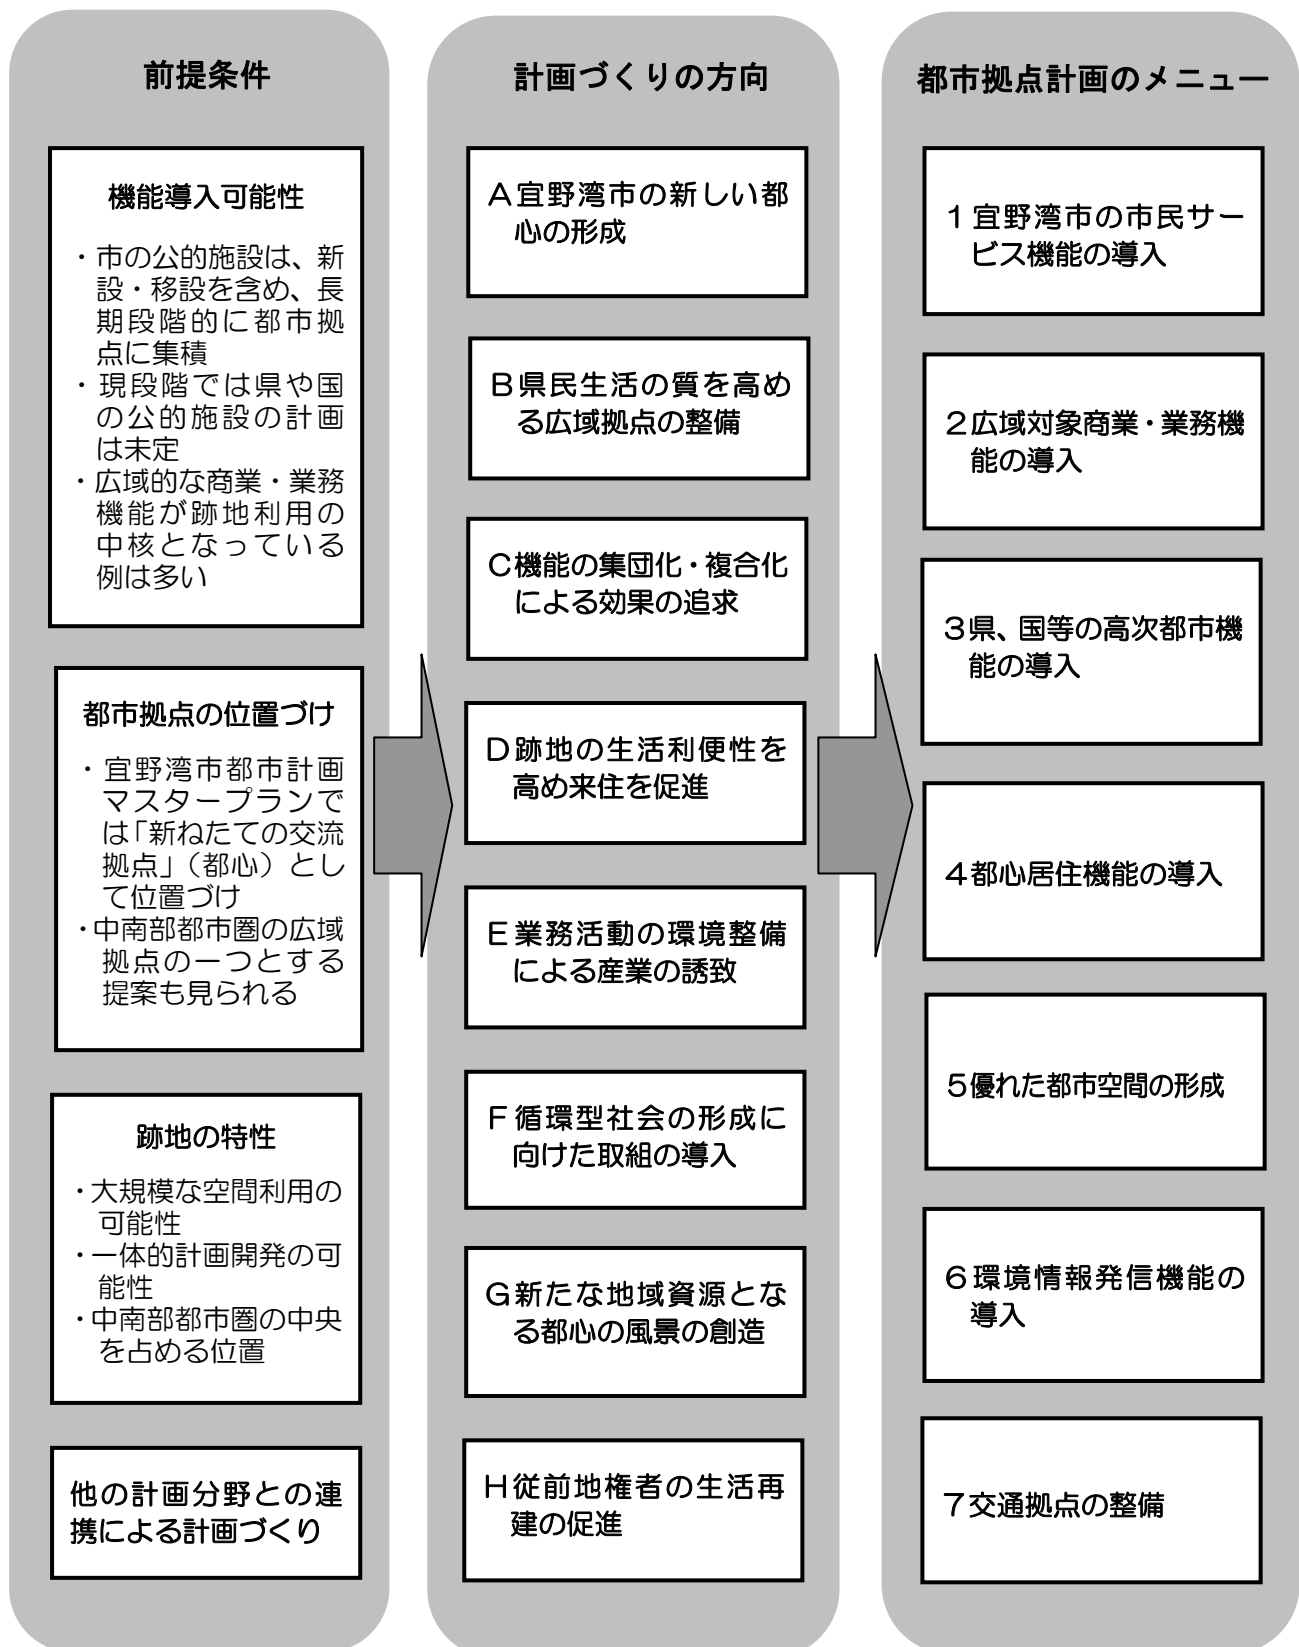 前提条件
機能導入可能性
・市の公的施設は、新
設・移設を含め、長
期段階的に都市拠
点に集積
・現段階では県や国
の公的施設の計画
は未定
・広域的な商業・業務
機能が跡地利用の
中核となっている
例は多い
都市拠点の位置づけ
・宜野湾市都市計画
マスタープランで
は「新ねたての交流
拠点」（都心）とし
て位置づけ
・中南部都市圏の広域
拠点の一つとする
提案も見られる
跡地の特性
・大規模な空間利用の
可能性
・一体的計画開発の可
能性
・中南部都市圏の中央
を占める位置
他の計画分野との連
携による計画づくり
計画づくりの方向
A宜野湾市の新しい都
心の形成
B県民生活の質を高め
る広域拠点の整備
C機能の集団化・複合化
による効果の追求
D跡地の生活利便性を
高め来住を促進
E業務活動の環境整備
による産業の誘致
F循環型社会の形成に
向けた取組の導入
G新たな地域資源とな
る都心の風景の創造
H従前地権者の生活再
建の促進
都市拠点計画のメニュー
1宜野湾市の市民サー
ビス機能の導入
2広域対象商業・業務機
能の導入
3県、国等の高次都市機
能の導入
4都心居住機能の導入
5優れた都市空間の形成
6環境情報発信機能の
導入
7交通拠点の整備